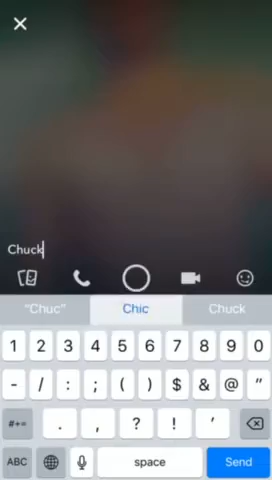 Chuck
"Chuc" Chic Chuck
1 2 3 4 5 6 7 8 9 0
- / : ; ( ) $ & @ "
#+= . , ? ! '
ABC space Send